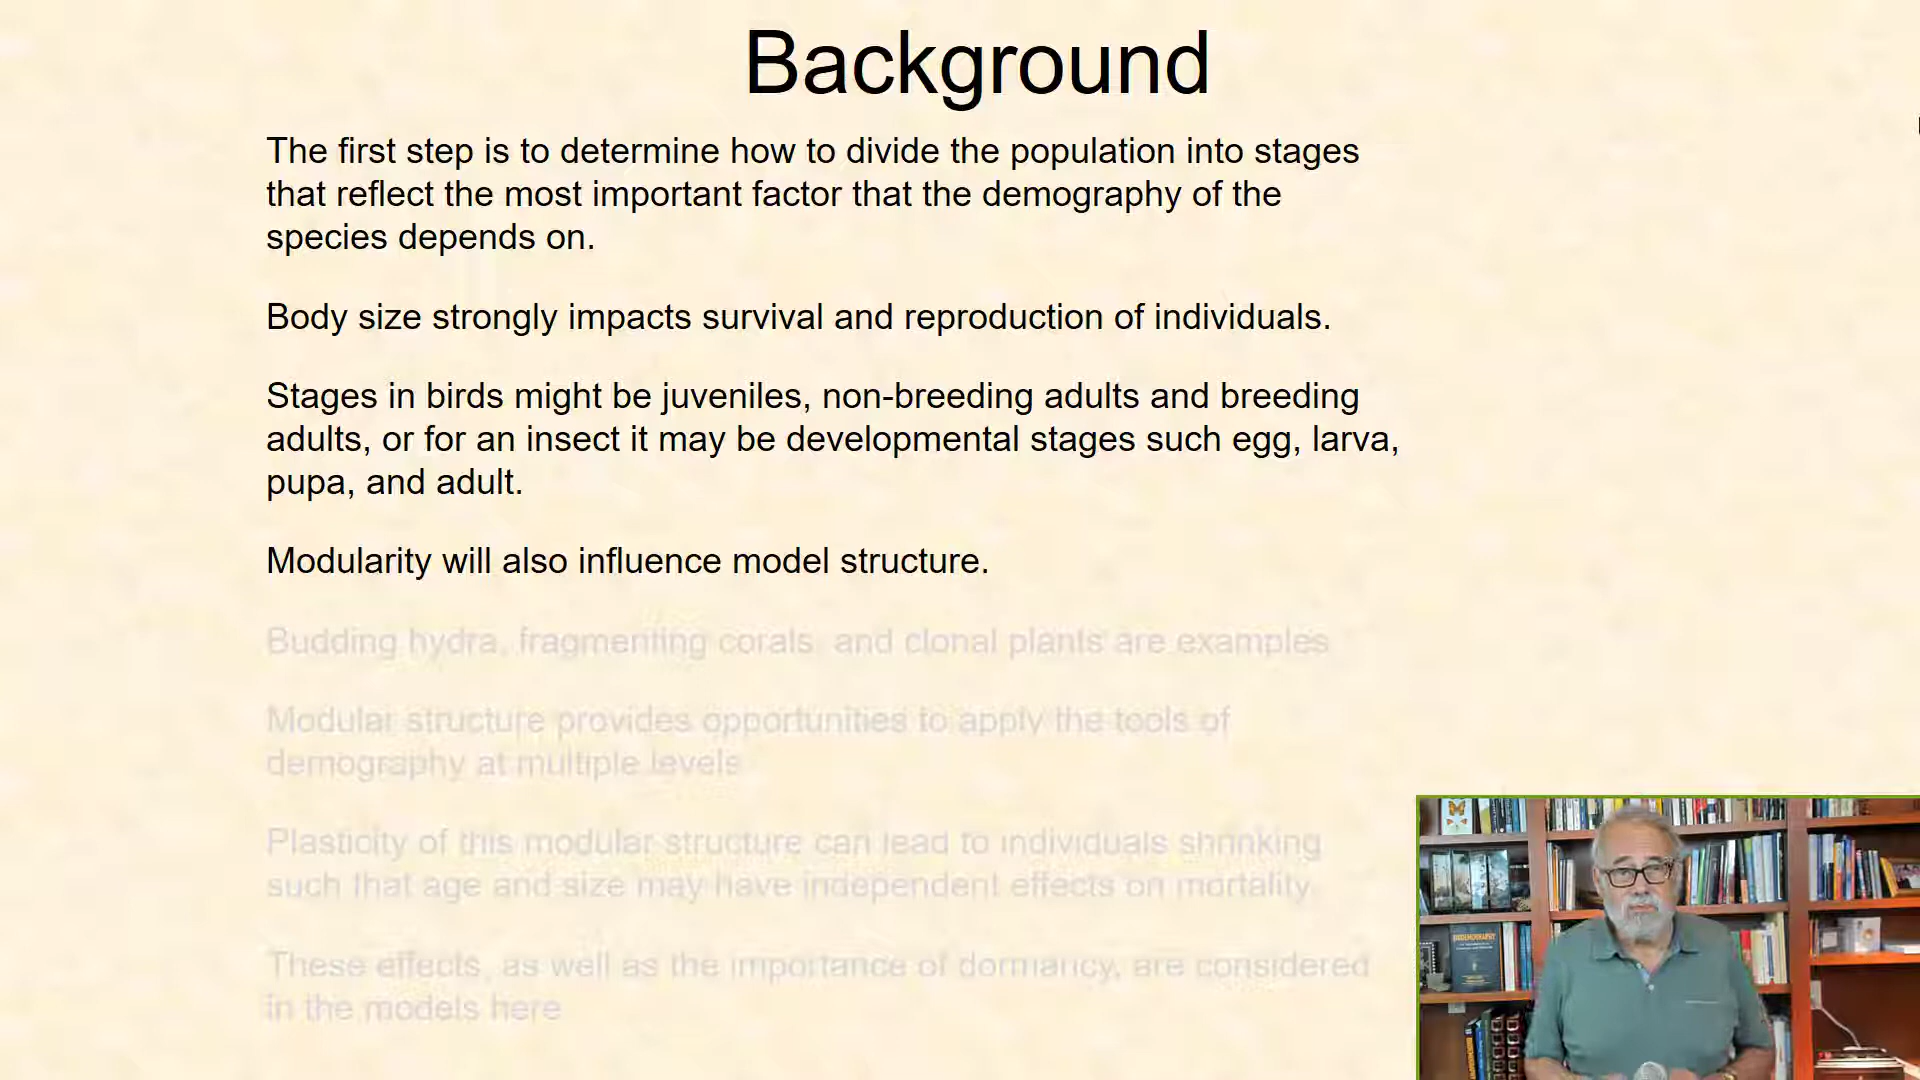 Background
The first step is to determine how to divide the population into stages
that reflect the most important factor that the demography of the
species depends on.
Body size strongly impacts survival and reproduction of individuals.
Stages in birds might be juveniles, non-breeding adults and breeding
adults, or for an insect it may be developmental stages such egg, larva,
pupa, and adult.
Modularity will also influence model structure.
Budding hydra, fragmenting corals, and clonal plants are examples
Modular structure provides opportunities to apply the tools of
demography at multiple levels
Plasticity of this modular structure can lead to individuals shrinking
such that age and size may have independent effects on mortality.
These effects, as well as the importance of dormancy, are considered
in the models here
BIODEMOGRAPHY